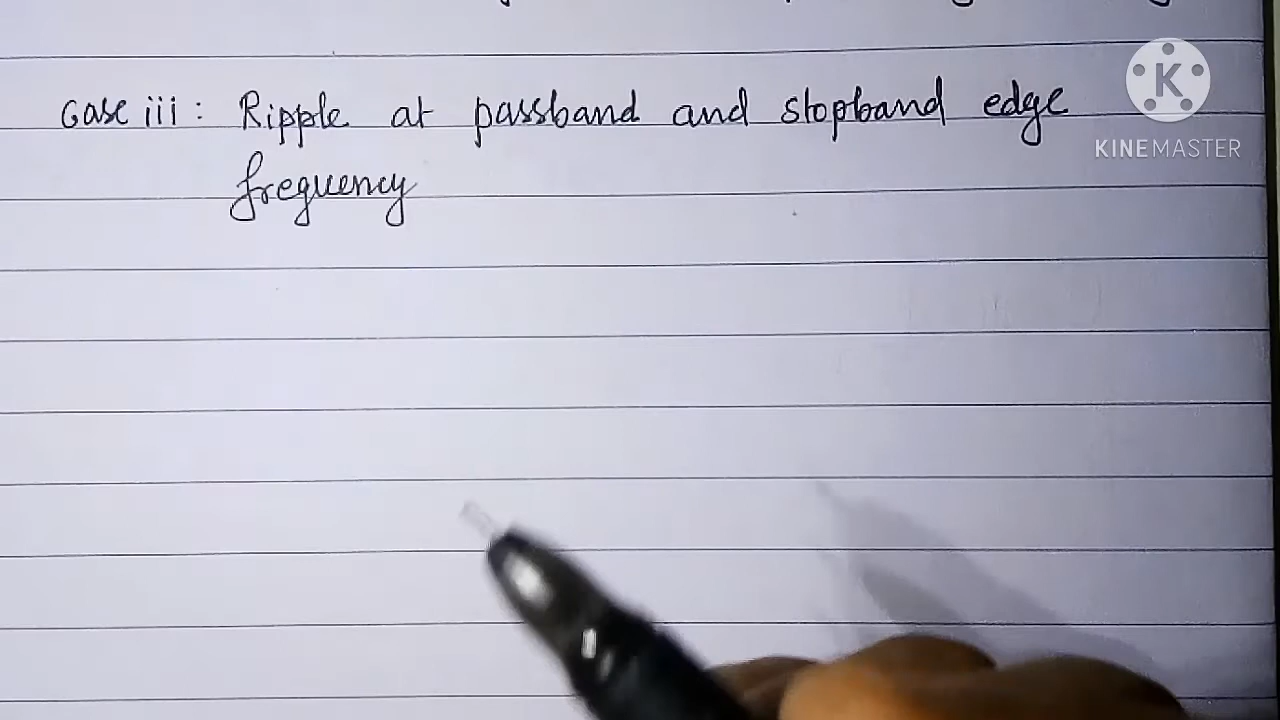 Case iii : Ripple at passband and stopband edge
frequency
K
KINEMASTER